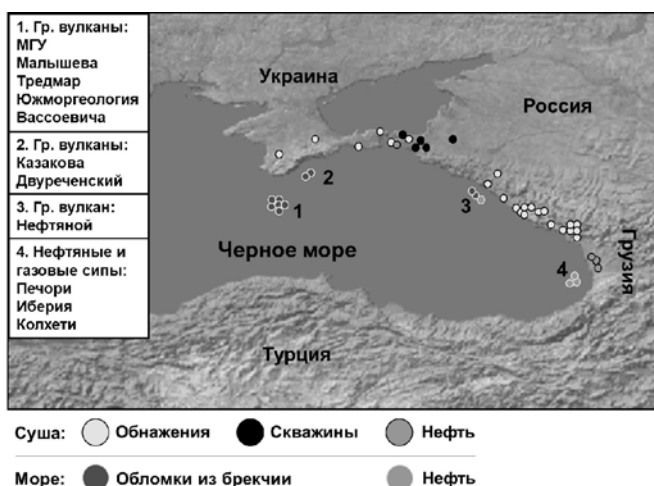 1. Гр. вулканы:
МГУ
Малышева
Тредмар
Южморгеология
Вассоевича
2. Гр. вулканы:
Казакова
Двуреченский
3. Гр. вулкан:
Нефтяной
4. Нефтяные и
газовые сипы:
Печори
Иберия
Колхети
Украина
Россия
2
3
1
Черное море
Грузия
4
Турция
Суша: Обнажения Скважины Нефть
Море: Обломки из брекчии Нефть